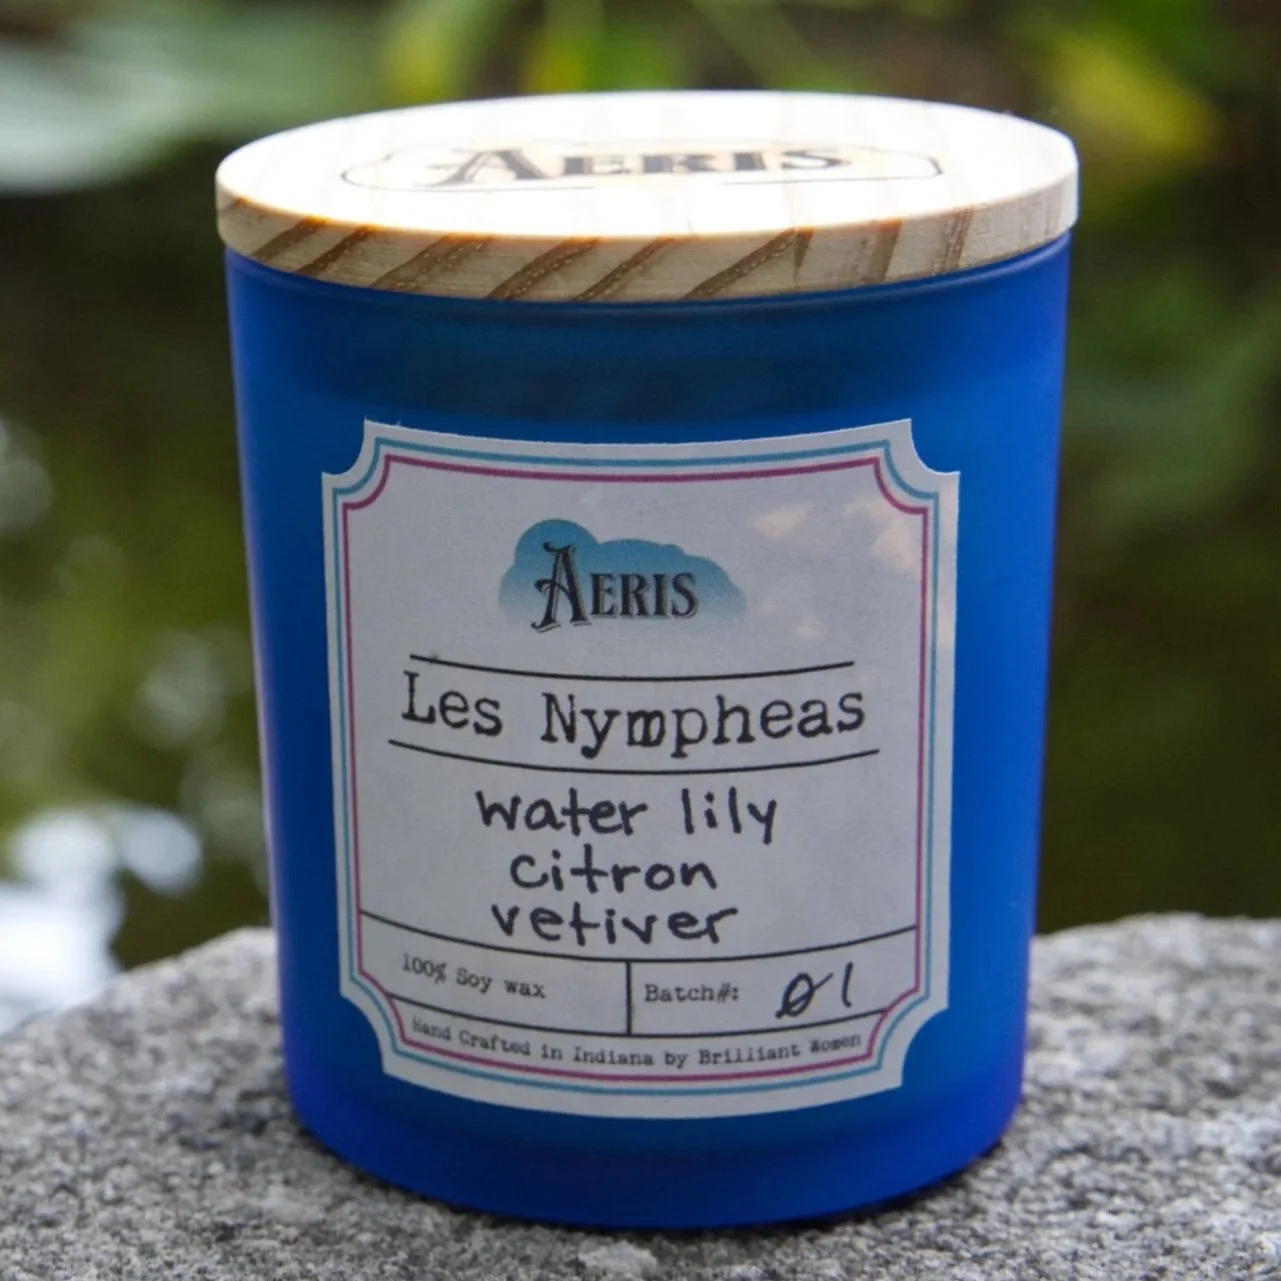 AERIS
AERIS
Les Nympheas
water lily
citron
vetiver
100% Soy wax
Batch#: 01
Hand Crafted in Indiana by Brilliant Women